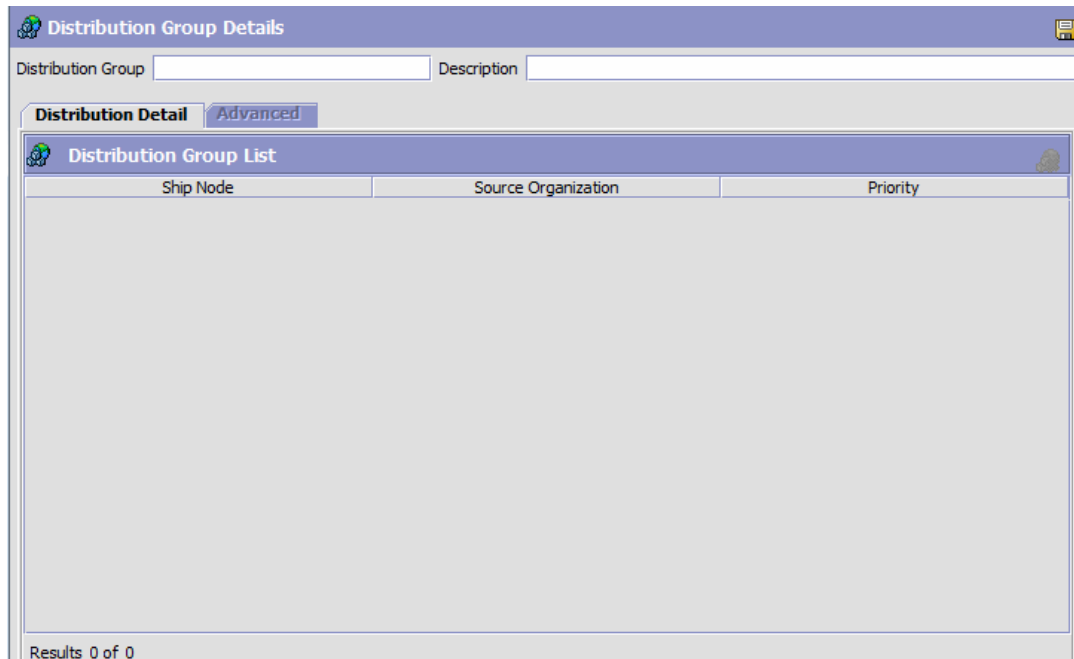 Distribution Group Details
Distribution Group Description
Distribution Detail Advanced
Distribution Group List
Ship Node Source Organization Priority
Results 0 of 0